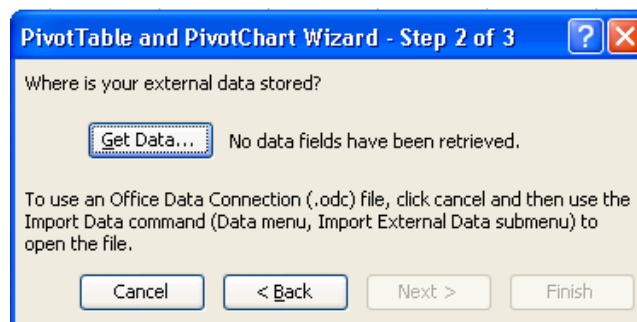 PivotTable and PivotChart Wizard - Step 2 of 3
Where is your external data stored?
Get Data... No data fields have been retrieved.
To use an Office Data Connection (.odc) file, click cancel and then use the
Import Data command (Data menu, Import External Data submenu) to
open the file.
Cancel < Back Next > Finish